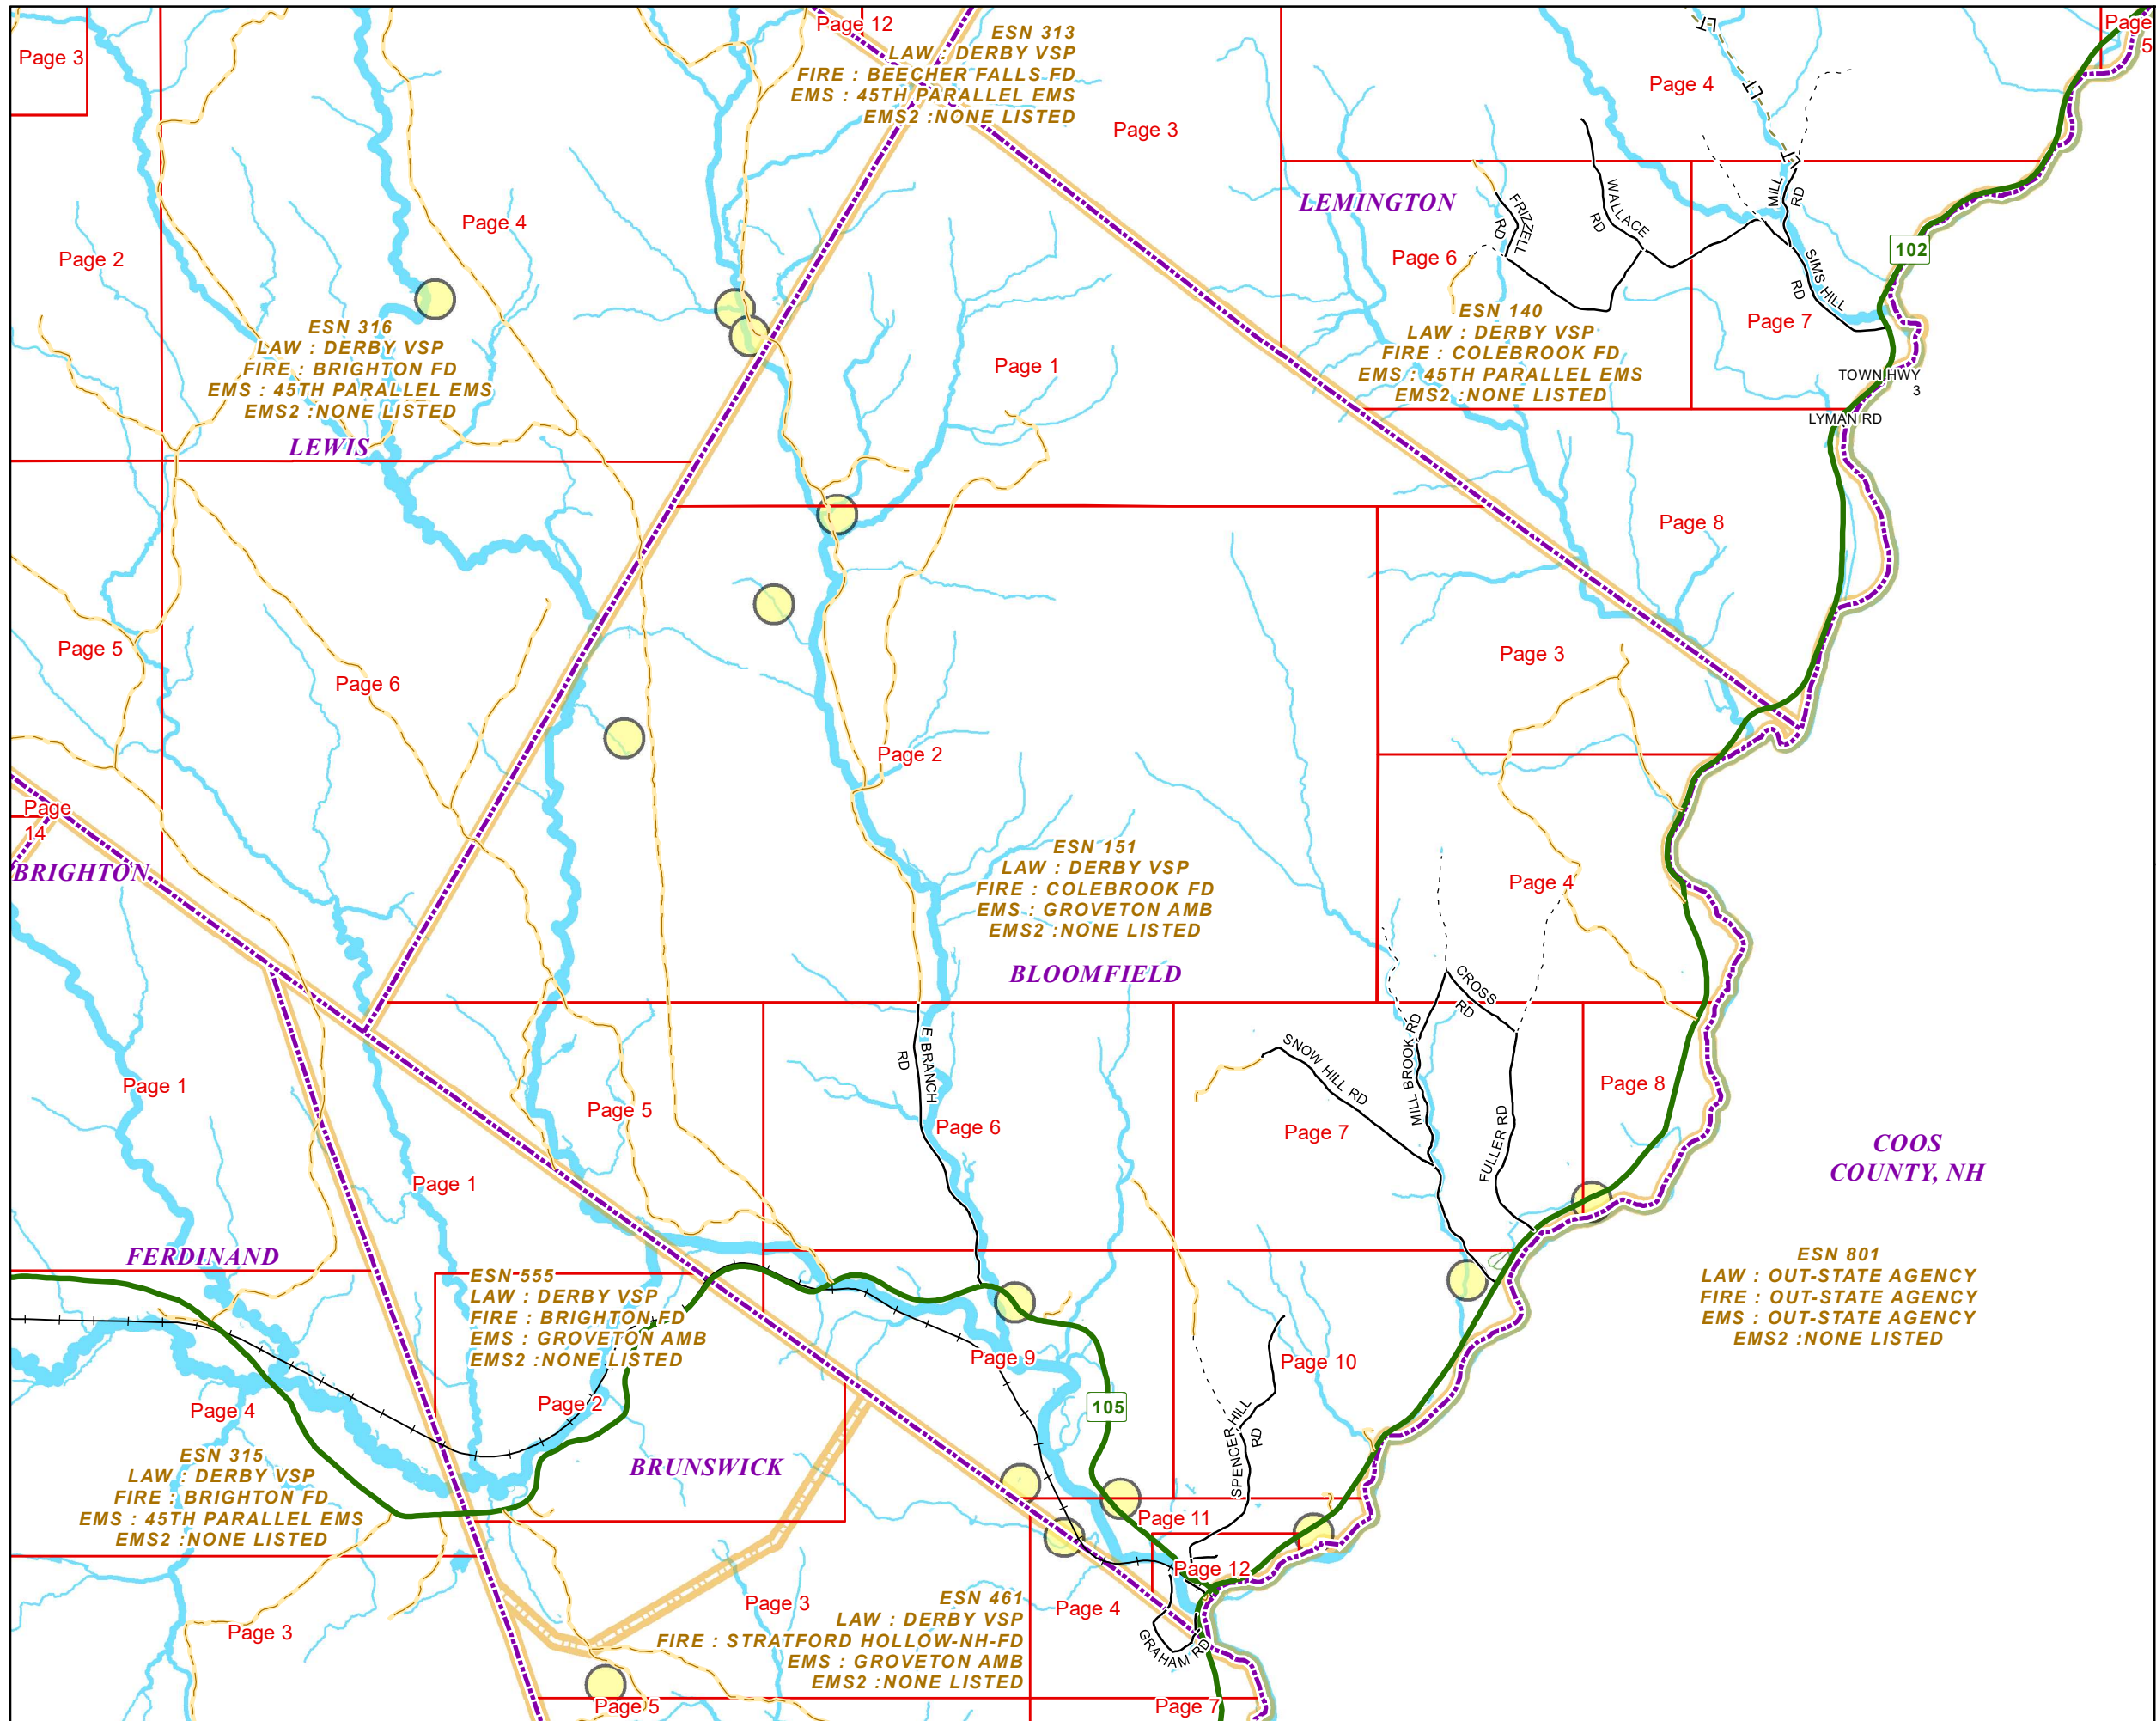 Page 12
ESN 313
LAW : DERBY VSP
FIRE : BEECHER FALLS FD
EMS : 45TH PARALLEL EMS
EMS2 :NONE LISTED
Page
5
Page 3
LT
Page 4
LT
LT
Page 3
LEMINGTON
FRIZELL
RD
WALLACE
RD
MILL
RD
Page 4
Page 2
Page 6
102
SIMS HILL
RD
ESN 140
LAW : DERBY VSP
FIRE : COLEBROOK FD
EMS : 45TH PARALLEL EMS
EMS2 :NONE LISTED
Page 7
ESN 316
LAW : DERBY VSP
FIRE : BRIGHTON FD
EMS : 45TH PARALLEL EMS
EMS2 :NONE LISTED
LEWIS
Page 1
TOWN HWY
3
LYMAN RD
Page 8
Page 5
Page 6
Page 3
Page 2
Page
14
BRIGHTON
ESN 151
LAW : DERBY VSP
FIRE : COLEBROOK FD
EMS : GROVETON AMB
EMS2 :NONE LISTED
BLOOMFIELD
Page 4
CROSS
RD
E BRANCH
RD
SNOW HILL RD
MILL BROOK RD
FULLER RD
Page 1
Page 5
Page 6
Page 7
Page 8
COOS
COUNTY, NH
Page 1
FERDINAND
ESN 555
LAW : DERBY VSP
FIRE : BRIGHTON FD
EMS : GROVETON AMB
EMS2 :NONE LISTED
ESN 801
LAW : OUT-STATE AGENCY
FIRE : OUT-STATE AGENCY
EMS : OUT-STATE AGENCY
EMS2 :NONE LISTED
Page 9
Page 10
Page 4
Page 2
105
SPENCER HILL
RD
BRUNSWICK
ESN 315
LAW : DERBY VSP
FIRE : BRIGHTON FD
EMS : 45TH PARALLEL EMS
EMS2 :NONE LISTED
Page 11
Page 12
Page 3
Page 3
ESN 461
LAW : DERBY VSP
FIRE : STRATFORD HOLLOW-NH-FD
EMS : GROVETON AMB
EMS2 :NONE LISTED
Page 4
GRAHAM RD
Page 5
Page 7